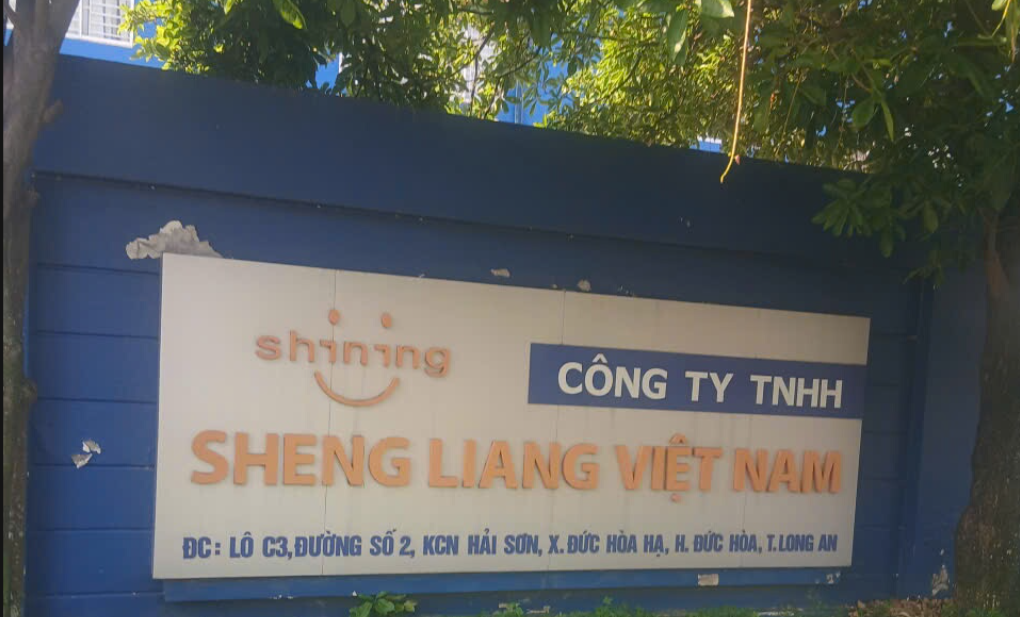 shining
CÔNG TY TNHH
SHENG LIANG VIỆT NAM
ĐC: LÔ C3,ĐƯỜNG SỐ 2, KCN HẢI SƠN, X.ĐỨC HÒA HẠ, H. ĐỨC HÒA, T.LONG AN